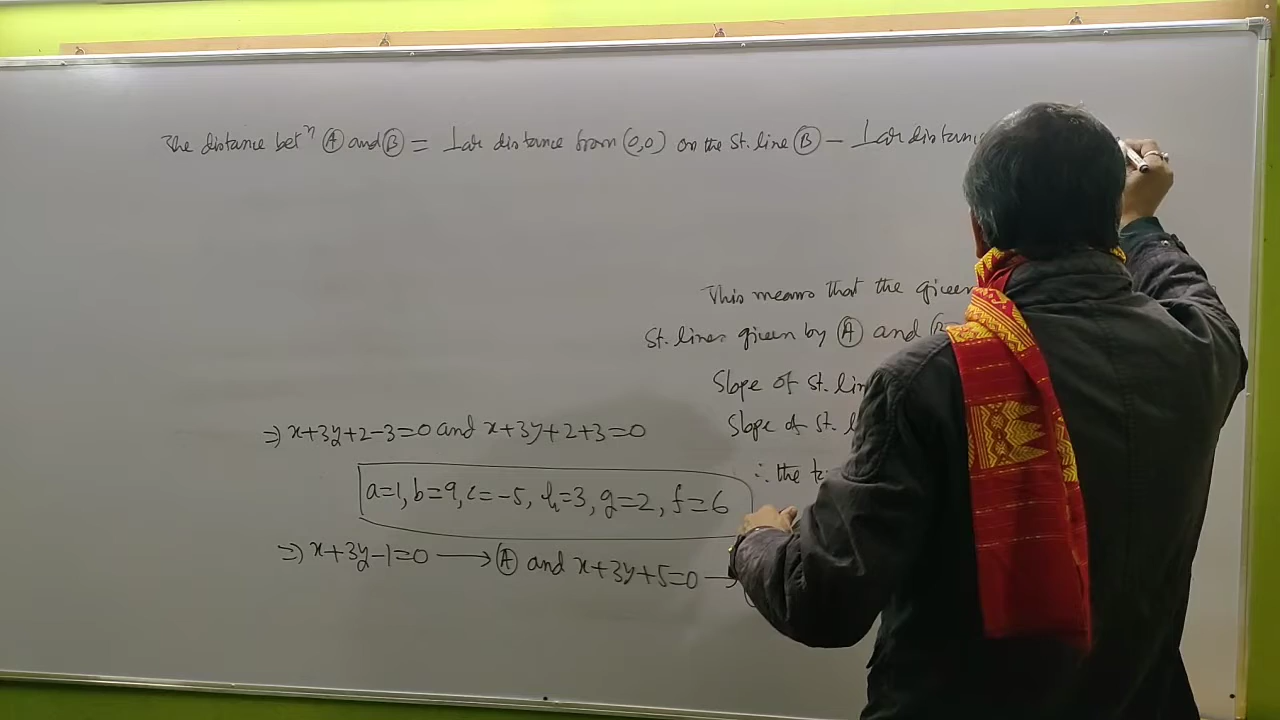 The distance betⁿ Ⓐ and Ⓑ = ⊥ar distance from (0,0) on the St. line Ⓑ − ⊥ar distance
This means that the given
St. lines given by Ⓐ and
Slope of St. line
Slope of St.
⇒ x+3y+2−3=0 and x+3y+2+3=0
∴ the
a=1, b=9, c=−5, h=3, g=2, f=6
⇒ x+3y−1=0 ⟶ Ⓐ and x+3y+5=0 ⟶